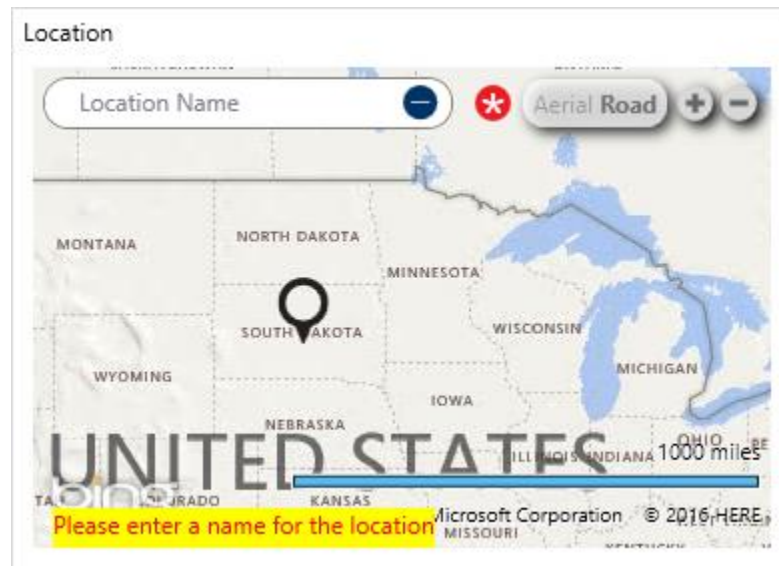 Location
Location Name
Aerial Road
MONTANA
NORTH DAKOTA
MINNESOTA
SOUTH DAKOTA
WISCONSIN
WYOMING
MICHIGAN
IOWA
NEBRASKA
UNITED STATES
ILLINOIS INDIANA
OHIO
1000 miles
bing
KANSAS
Microsoft Corporation © 2016 HERE
Please enter a name for the location
MISSOURI